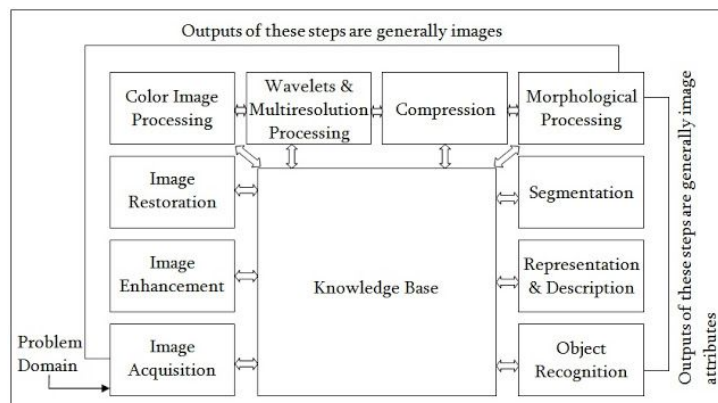 Outputs of these steps are generally images
Color Image
Processing
Wavelets &
Multiresolution
Processing
Compression
Morphological
Processing
Image
Restoration
Segmentation
Image
Enhancement
Knowledge Base
Representation
& Description
Problem
Domain
Image
Acquisition
Object
Recognition
Outputs of these steps are generally image
attributes